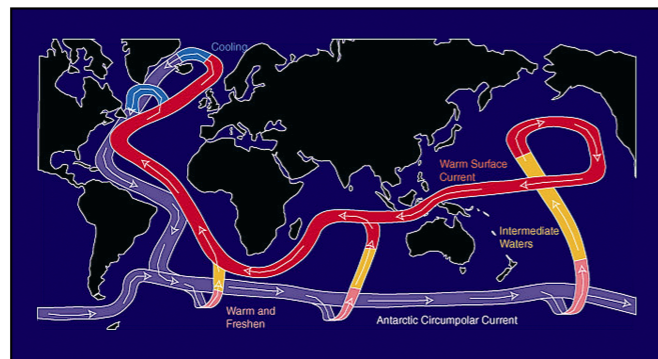 Cooling
Warm Surface
Current
Intermediate
Waters
Warm and
Freshen
Antarctic Circumpolar Current